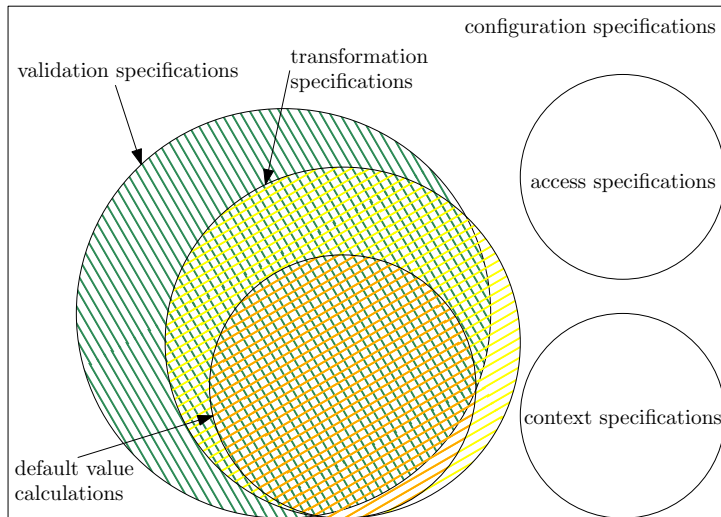 configuration specifications
validation specifications
transformation
specifications
access specifications
context specifications
default value
calculations